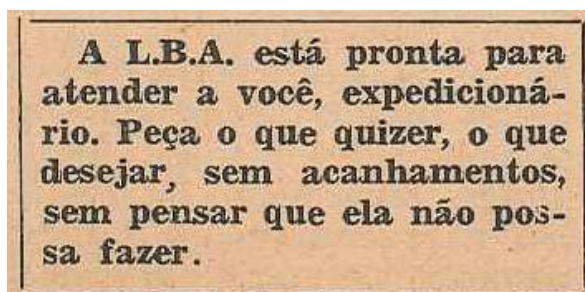 A L.B.A. está pronta para
atender a você, expedicioná-
rio. Peça o que quizer, o que
desejar, sem acanhamentos,
sem pensar que ela não pos-
sa fazer.